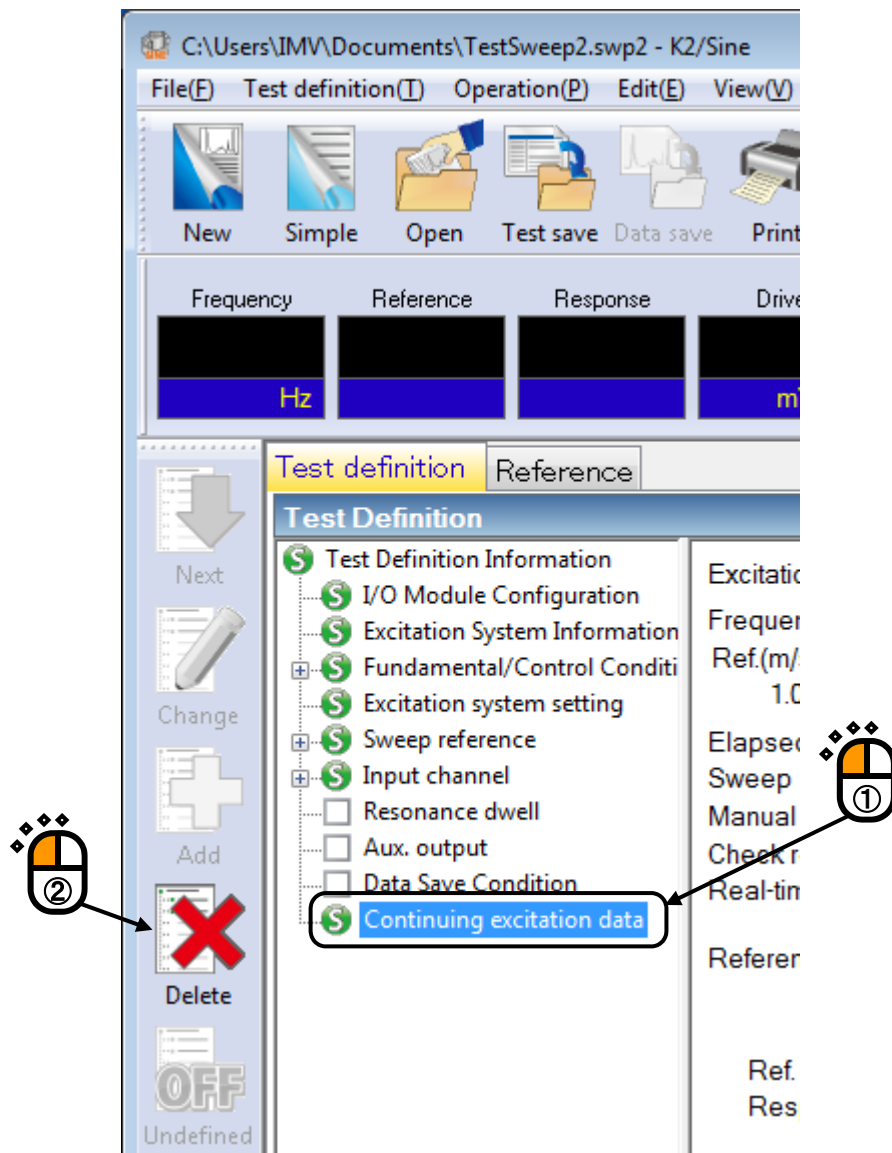 C:\Users\IMV\Documents\TestSweep2.swp2 - K2/Sine
File(F) Test definition(T) Operation(P) Edit(E) View(V)
New Simple Open Test save Data save Print
Frequency Reference Response Drive
Hz
Test definition Reference
Test Definition
Next
Change
Add
Delete
OFF
Undefined
Test Definition Information
I/O Module Configuration
Excitation System Information
Fundamental/Control Conditi
Excitation system setting
Sweep reference
Input channel
Resonance dwell
Aux. output
Data Save Condition
Continuing excitation data
Excitatio
Frequen
Ref.(m/
1.0
Elapsed
Sweep
Manual
Check r
Real-tim
Referen
Ref.
Res
①
②